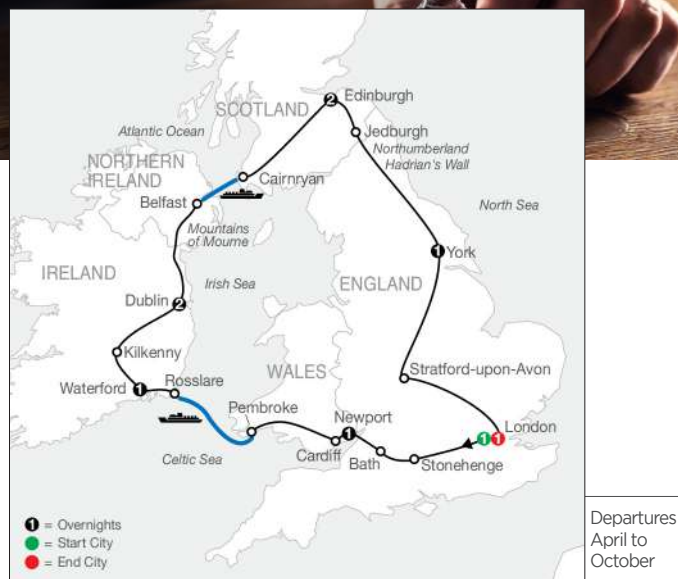 Edinburgh
SCOTLAND
Jedburgh
Atlantic Ocean
Northumberland
Hadrian's Wall
NORTHERN
IRELAND
Cairnryan
Belfast
North Sea
Mountains
of Mourne
York
IRELAND
Irish Sea
ENGLAND
Dublin
Kilkenny
Stratford-upon-Avon
WALES
Rosslare
Waterford
Pembroke
Newport
London
Cardiff
Bath
Stonehenge
Celtic Sea
2
1
2
1
1
1 1
1 = Overnights
= Start City
= End City
Departures
April to
October